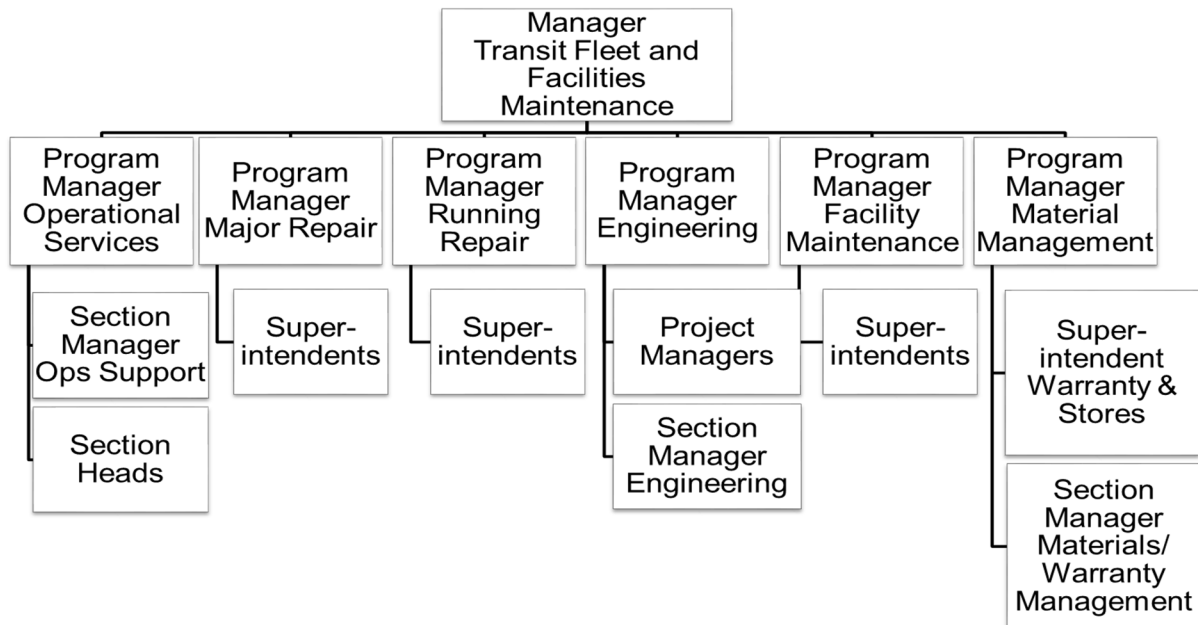 Manager
Transit Fleet and
Facilities
Maintenance
Program
Manager
Operational
Services
Program
Manager
Major Repair
Program
Manager
Running
Repair
Program
Manager
Engineering
Program
Manager
Facility
Maintenance
Program
Manager
Material
Management
Section
Manager
Ops Support
Section
Heads
Super-
intendents
Super-
intendents
Project
Managers
Section
Manager
Engineering
Super-
intendents
Super-
intendent
Warranty &
Stores
Section
Manager
Materials/
Warranty
Management